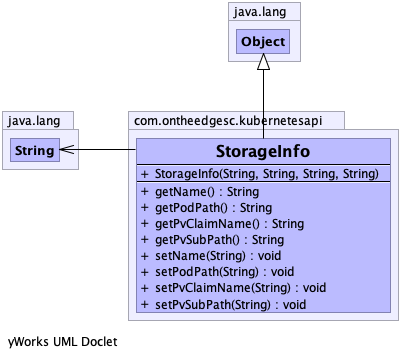 java.lang
Object
java.lang
String
com.ontheedgesc.kubernetesapi
StorageInfo
+ StorageInfo(String, String, String, String)
+ getName() : String
+ getPodPath() : String
+ getPvClaimName() : String
+ getPvSubPath() : String
+ setName(String) : void
+ setPodPath(String) : void
+ setPvClaimName(String) : void
+ setPvSubPath(String) : void
yWorks UML Doclet